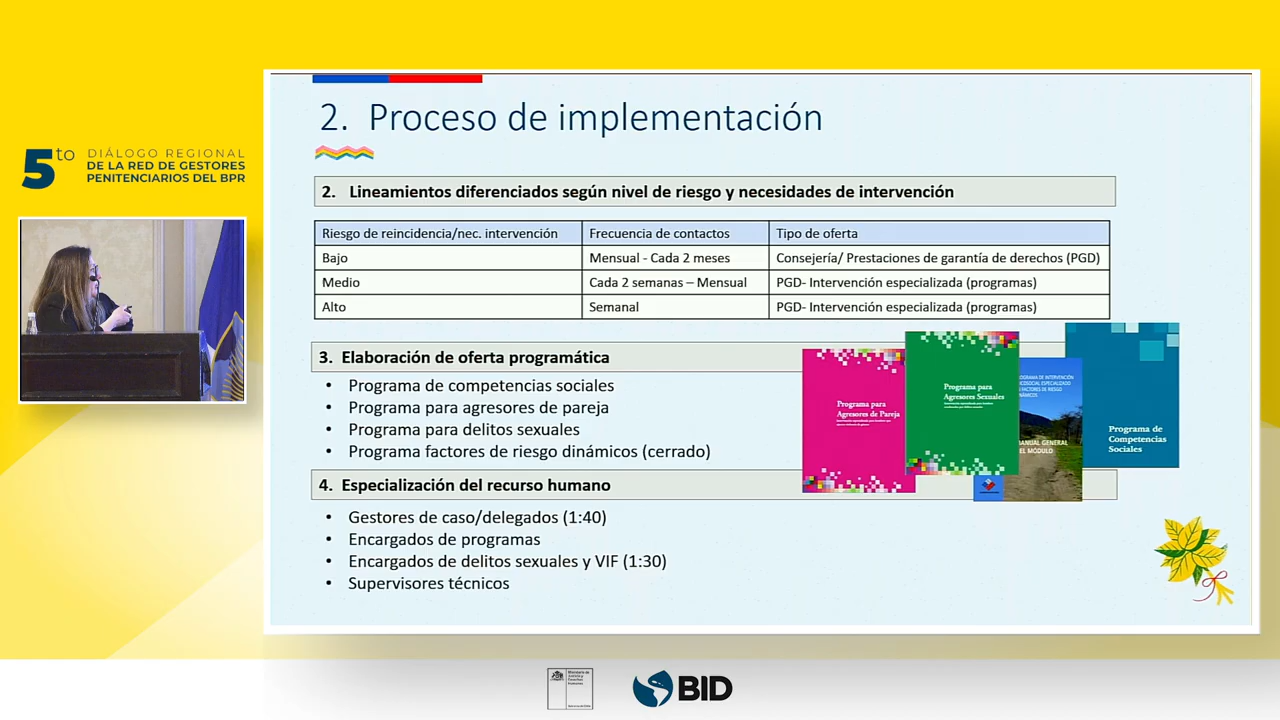 5to DIÁLOGO REGIONAL
DE LA RED DE GESTORES
PENITENCIARIOS DEL BPR
2. Proceso de implementación
2. Lineamientos diferenciados según nivel de riesgo y necesidades de intervención
Riesgo de reincidencia/nec. intervención Frecuencia de contactos Tipo de oferta
Bajo Mensual - Cada 2 meses Consejería/ Prestaciones de garantía de derechos (PGD)
Medio Cada 2 semanas – Mensual PGD- Intervención especializada (programas)
Alto Semanal PGD- Intervención especializada (programas)
3. Elaboración de oferta programática
• Programa de competencias sociales
• Programa para agresores de pareja
• Programa para delitos sexuales
• Programa factores de riesgo dinámicos (cerrado)
Programa para
Agresores de Pareja
Programa para
Agresores Sexuales
Programa de
Competencias
Sociales
4. Especialización del recurso humano
• Gestores de caso/delegados (1:40)
• Encargados de programas
• Encargados de delitos sexuales y VIF (1:30)
• Supervisores técnicos
BID